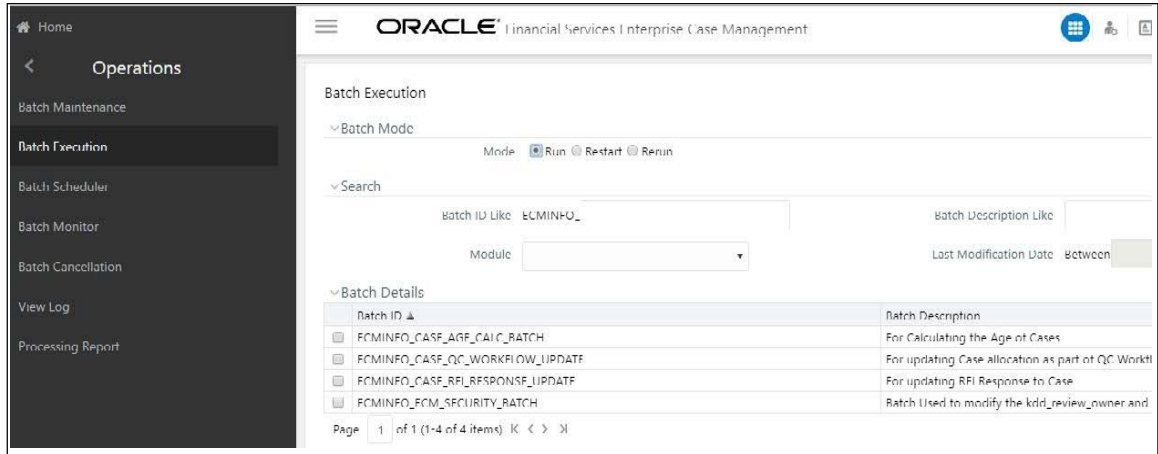 Home
ORACLE Financial Services Enterprise Case Management
Operations
Batch Maintenance
Batch Execution
Batch Scheduler
Batch Monitor
Batch Cancellation
View Log
Processing Report
Batch Execution
Batch Mode
Mode Run Restart Rerun
Search
Batch ID Like ECMINFO_ Batch Description Like
Module Last Modification Date Between
Batch Details
Batch ID Batch Description
ECMINFO_CASE_AGE_CALC_BATCH For Calculating the Age of Cases
ECMINFO_CASE_QC_WORKFLOW_UPDATE For updating Case allocation as part of QC Workfl
ECMINFO_CASE_RFI_RESPONSE_UPDATE For updating RFI Response to Case
ECMINFO_ECM_SECURITY_BATCH Batch Used to modify the kdd_review_owner and
Page 1 of 1 (1-4 of 4 items)